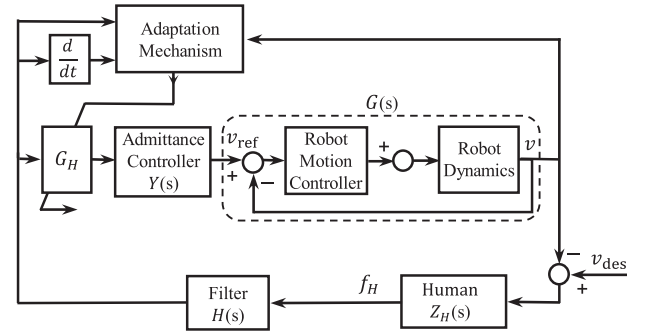 Adaptation
Mechanism
d
dt
G(s)
G_H
Admittance
Controller
Y(s)
v_ref
+
−
Robot
Motion
Controller
+
Robot
Dynamics
v
−
v_des
+
Filter
H(s)
f_H
Human
Z_H(s)